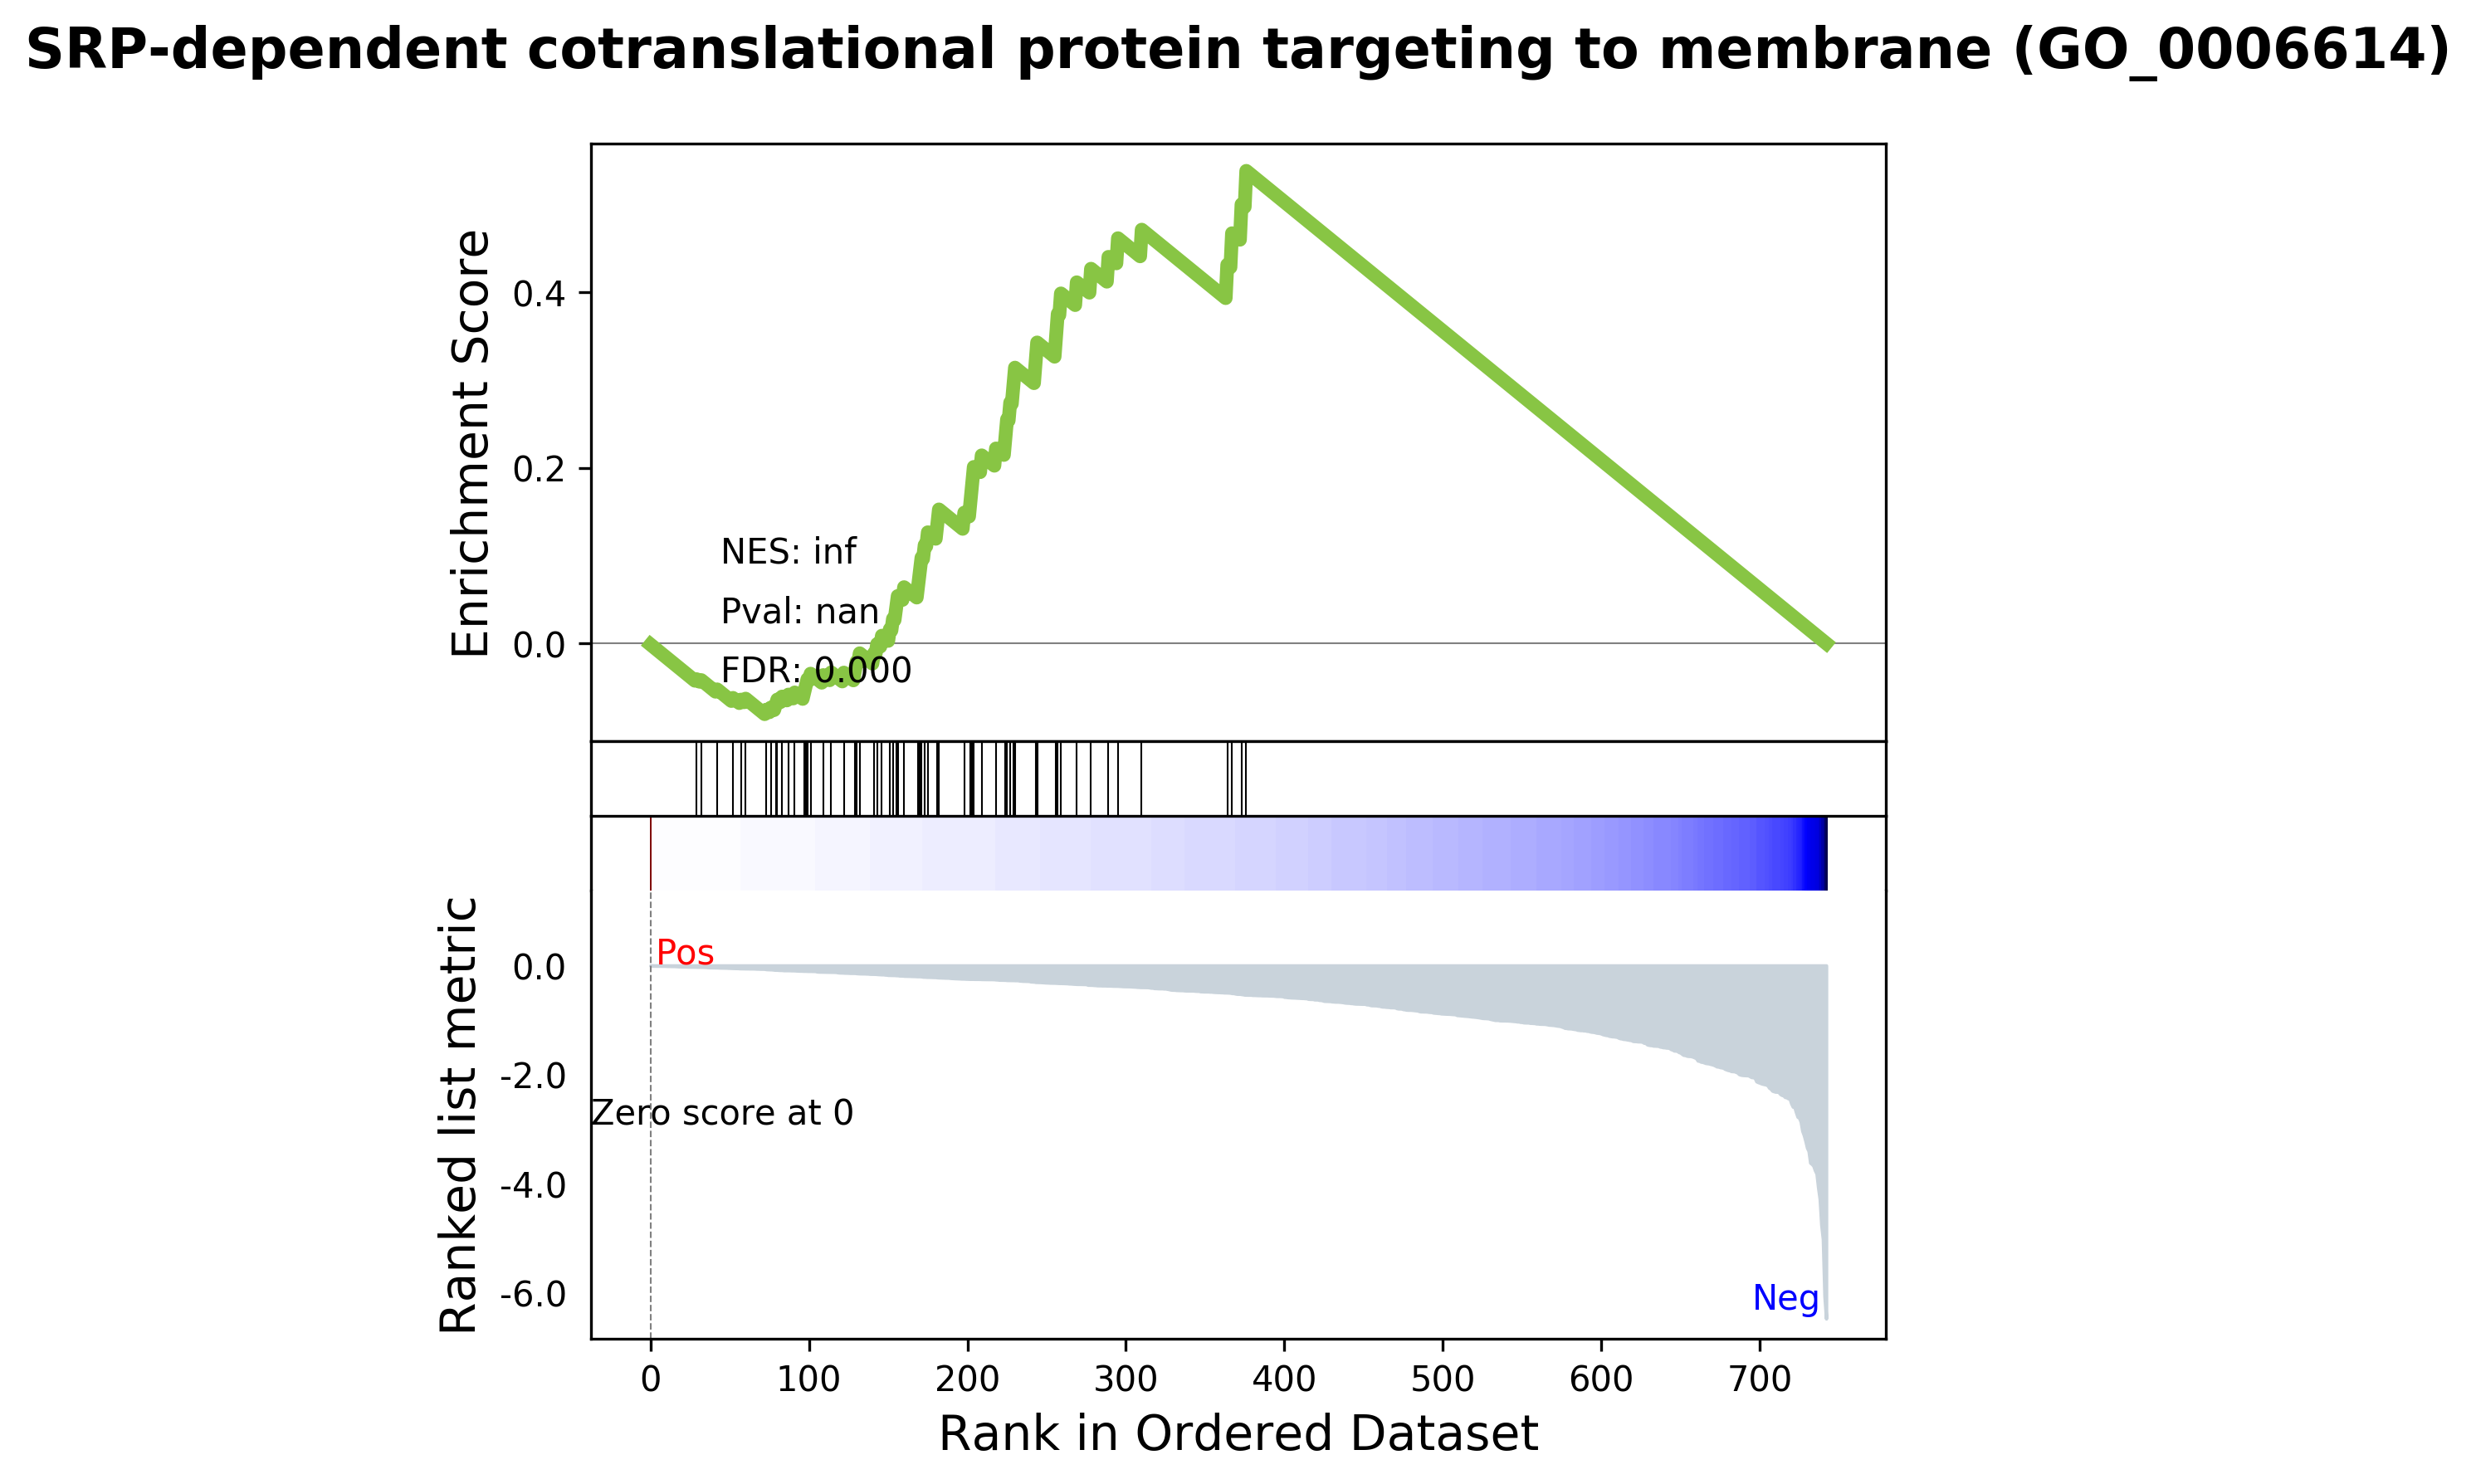 SRP-dependent cotranslational protein targeting to membrane (GO_0006614)
Enrichment Score
0.4
0.2
0.0
NES: inf
Pval: nan
FDR: 0.000
Ranked list metric
0.0
-2.0
-4.0
-6.0
Pos
Zero score at 0
Neg
0 100 200 300 400 500 600 700
Rank in Ordered Dataset